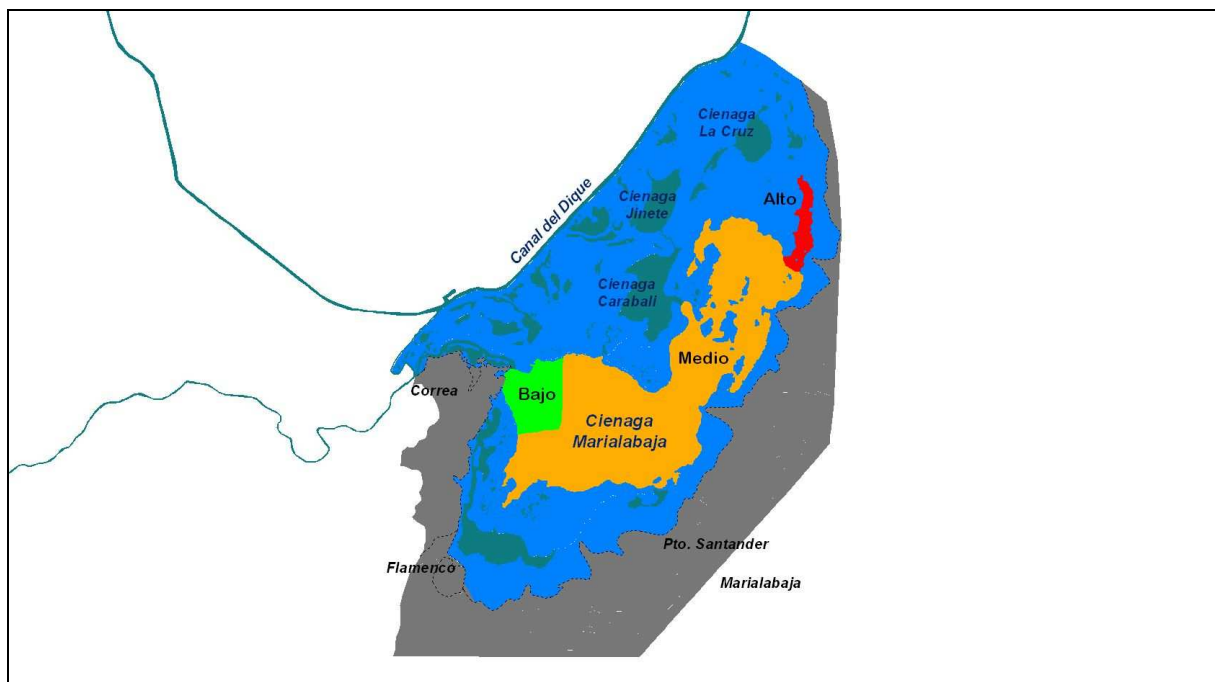 Cienaga
La Cruz
Alto
Cienaga
Jinete
Canal del Dique
Cienaga
Carabali
Medio
Correa
Bajo
Cienaga
Marialabaja
Pto. Santander
Flamenco
Marialabaja